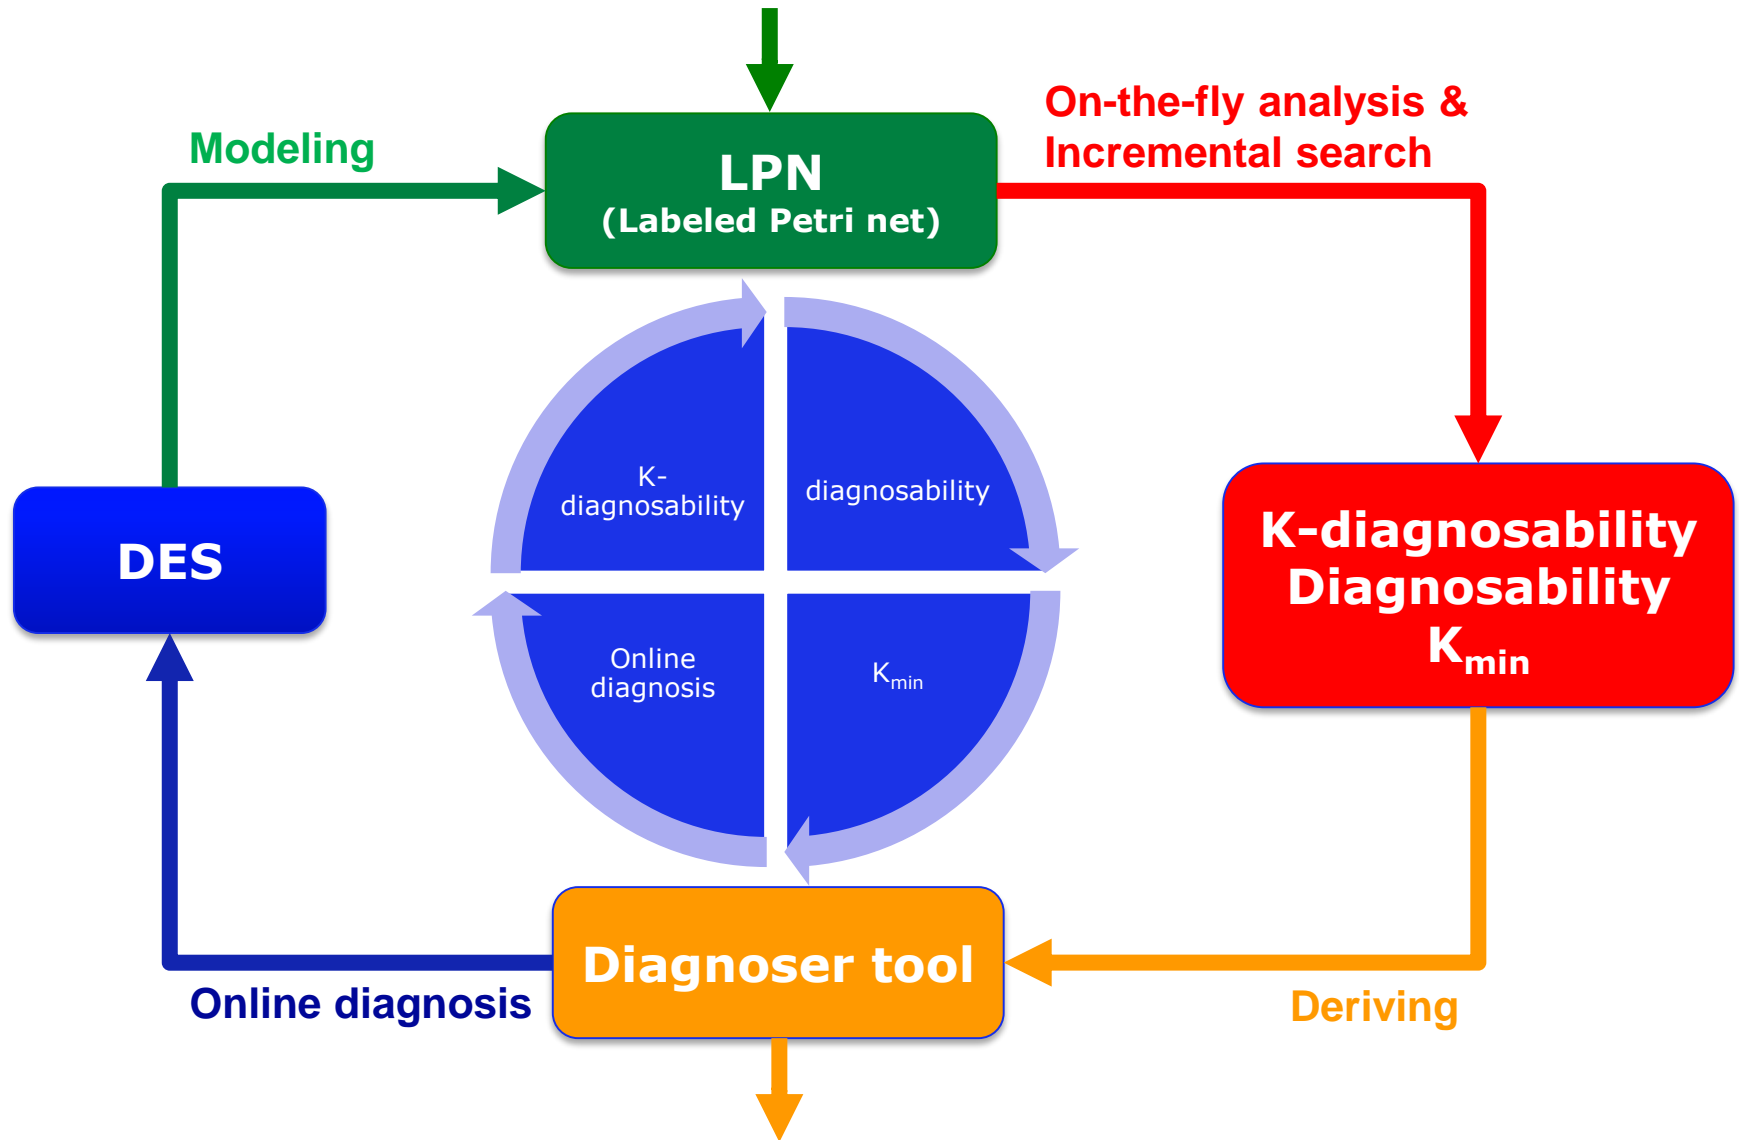 On-the-fly analysis &
Incremental search
Modeling
LPN
(Labeled Petri net)
K-
diagnosability
diagnosability
DES
K-diagnosability
Diagnosability
Kmin
Online
diagnosis
Kmin
Diagnoser tool
Online diagnosis
Deriving